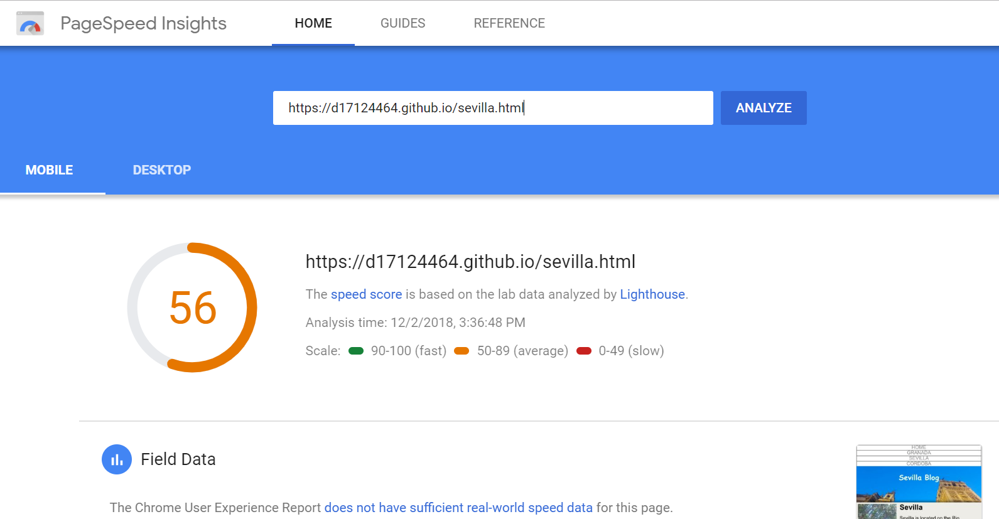 PageSpeed Insights
HOME
GUIDES
REFERENCE
https://d17124464.github.io/sevilla.html
ANALYZE
MOBILE
DESKTOP
56
https://d17124464.github.io/sevilla.html
The speed score is based on the lab data analyzed by Lighthouse.
Analysis time: 12/2/2018, 3:36:48 PM
Scale: 90-100 (fast) 50-89 (average) 0-49 (slow)
Field Data
The Chrome User Experience Report does not have sufficient real-world speed data for this page.
HOME
GRANADA
SEVILLA
CORDOBA
Sevilla Blog
Sevilla
Sevilla is located on the Rio